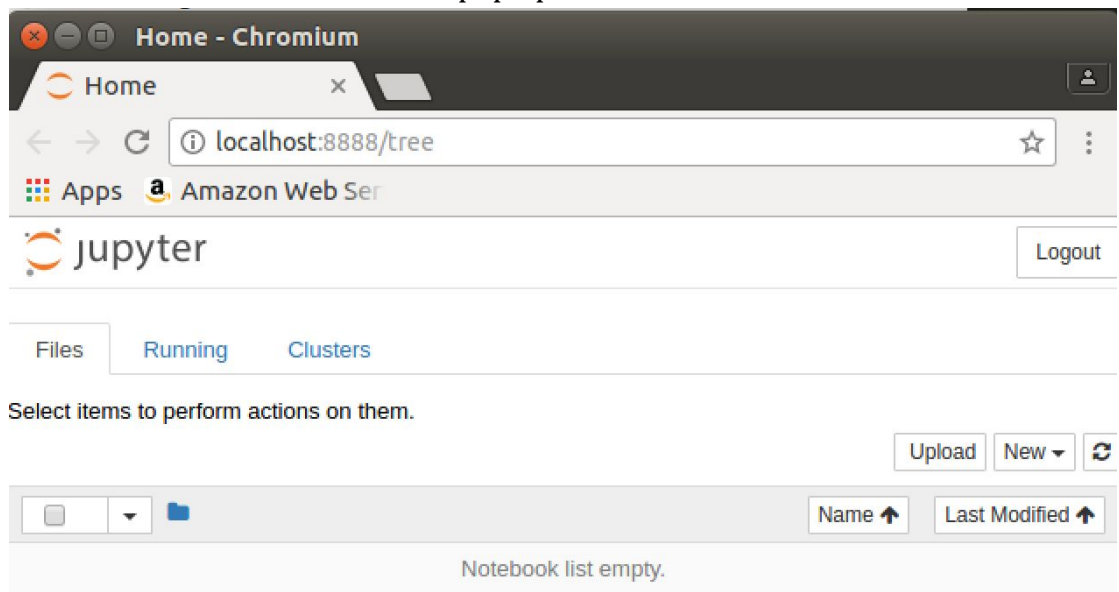 Home - Chromium
Home
localhost:8888/tree
Apps Amazon Web Ser
jupyter
Logout
Files Running Clusters
Select items to perform actions on them.
Upload New
Name Last Modified
Notebook list empty.